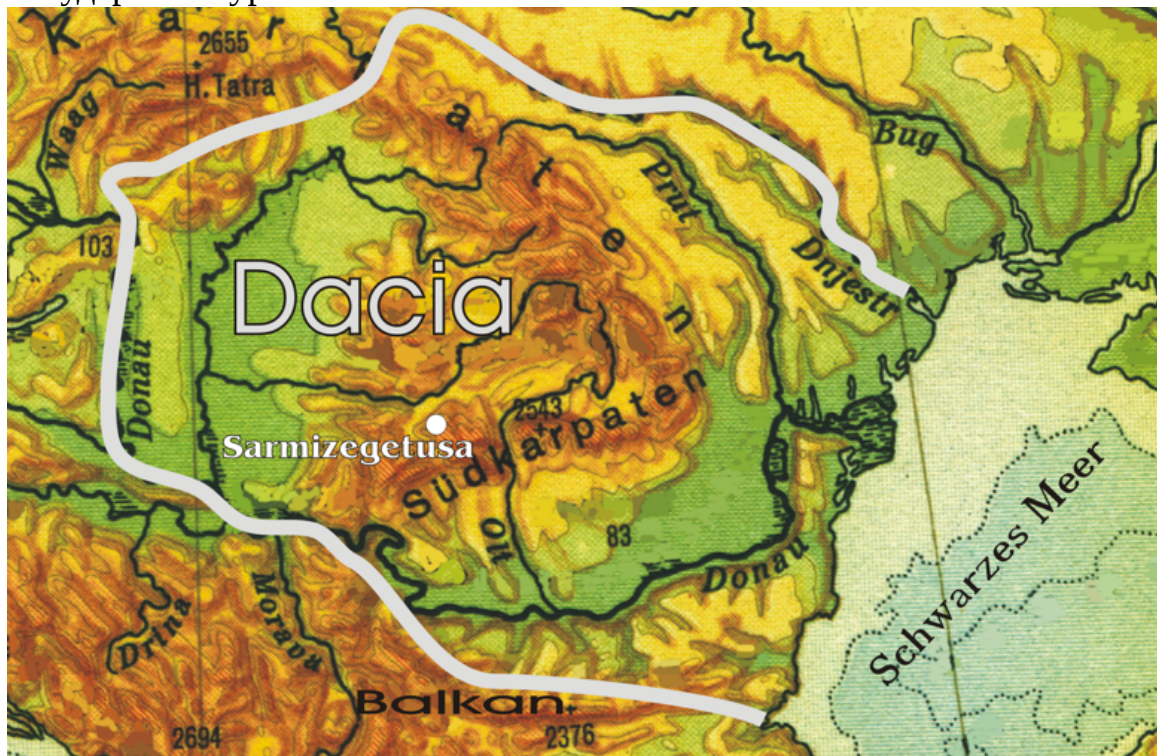 Karpaten
2655
H. Tatra
Waag
Bug
Prut
103
Dnjestr
Dacia
Donau
2543
Sarmizegetusa
Südkarpaten
Olt
83
Donau
Schwarzes Meer
Drina
Morava
Balkan
2694
2376